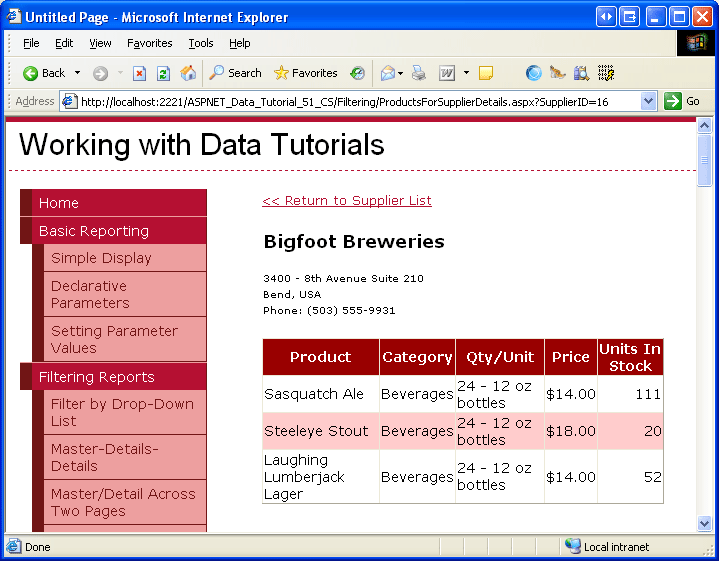 Untitled Page - Microsoft Internet Explorer
File Edit View Favorites Tools Help
Back Search Favorites
Address http://localhost:2221/ASPNET_Data_Tutorial_51_CS/Filtering/ProductsForSupplierDetails.aspx?SupplierID=16 Go
Working with Data Tutorials
Home
Basic Reporting
Simple Display
Declarative
Parameters
Setting Parameter
Values
Filtering Reports
Filter by Drop-Down
List
Master-Details-
Details
Master/Detail Across
Two Pages
<< Return to Supplier List
Bigfoot Breweries
3400 - 8th Avenue Suite 210
Bend, USA
Phone: (503) 555-9931
Product Category Qty/Unit Price Units In
Stock
Sasquatch Ale Beverages 24 - 12 oz
bottles $14.00 111
Steeleye Stout Beverages 24 - 12 oz
bottles $18.00 20
Laughing
Lumberjack
Lager Beverages 24 - 12 oz
bottles $14.00 52
Done Local intranet